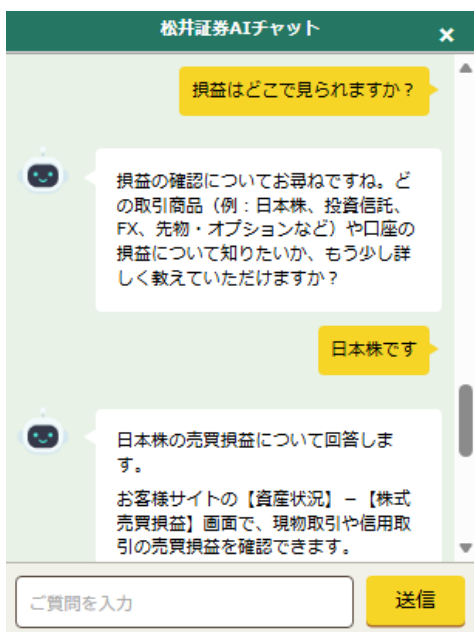 松井証券AIチャット
×
損益はどこで見られますか？
損益の確認についてお尋ねですね。ど
の取引商品（例：日本株、投資信託、
FX、先物・オプションなど）や口座の
損益について知りたいか、もう少し詳
しく教えていただけますか？
日本株です
日本株の売買損益について回答しま
す。
お客様サイトの【資産状況】－【株式
売買損益】画面で、現物取引や信用取
引の売買損益を確認できます。
ご質問を入力
送信